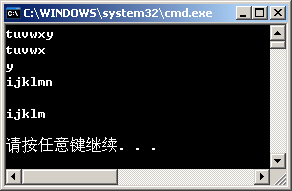 C:\WINDOWS\system32\cmd.exe
tuvwxy
tuvwx
y
ijklmn
ijklm
请按任意键继续. . .